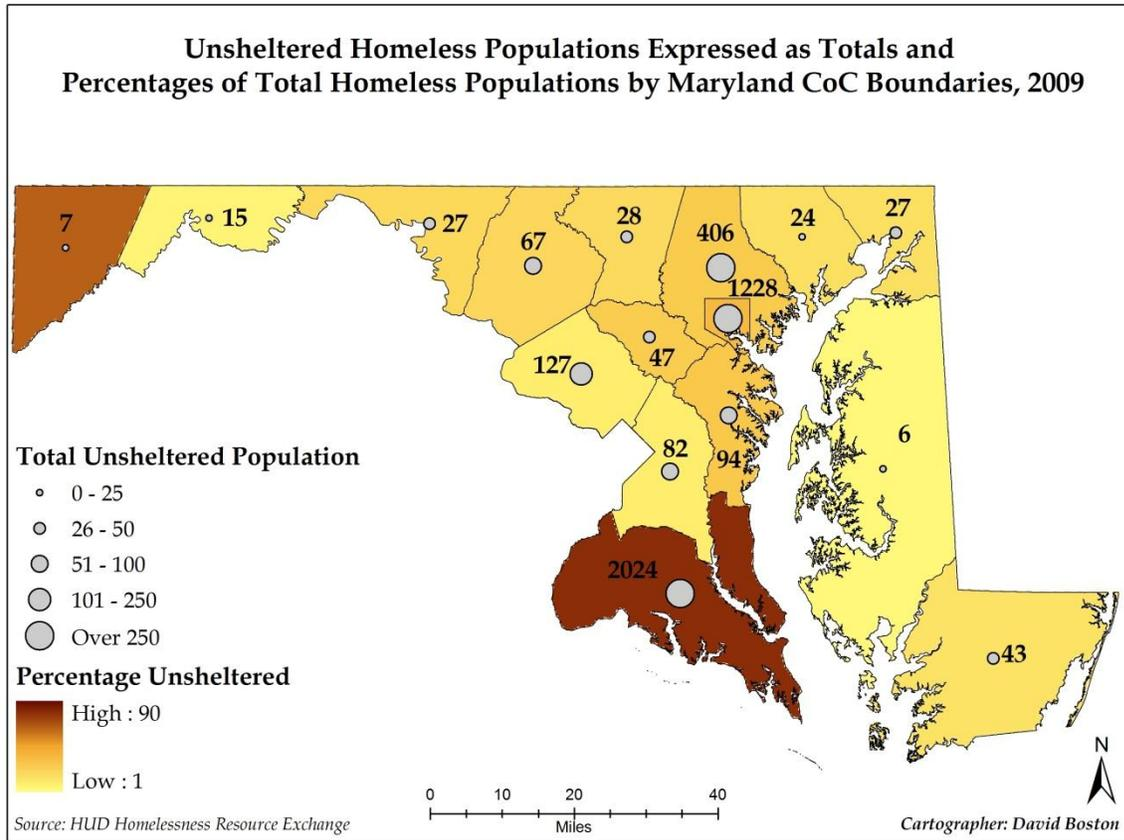 Unsheltered Homeless Populations Expressed as Totals and
Percentages of Total Homeless Populations by Maryland CoC Boundaries, 2009
7
15
27
67
28
406
24
27
1228
47
127
82
94
6
2024
43
Total Unsheltered Population
0 - 25
26 - 50
51 - 100
101 - 250
Over 250
Percentage Unsheltered
High : 90
Low : 1
0 10 20 40
Miles
N
Source: HUD Homelessness Resource Exchange
Cartographer: David Boston